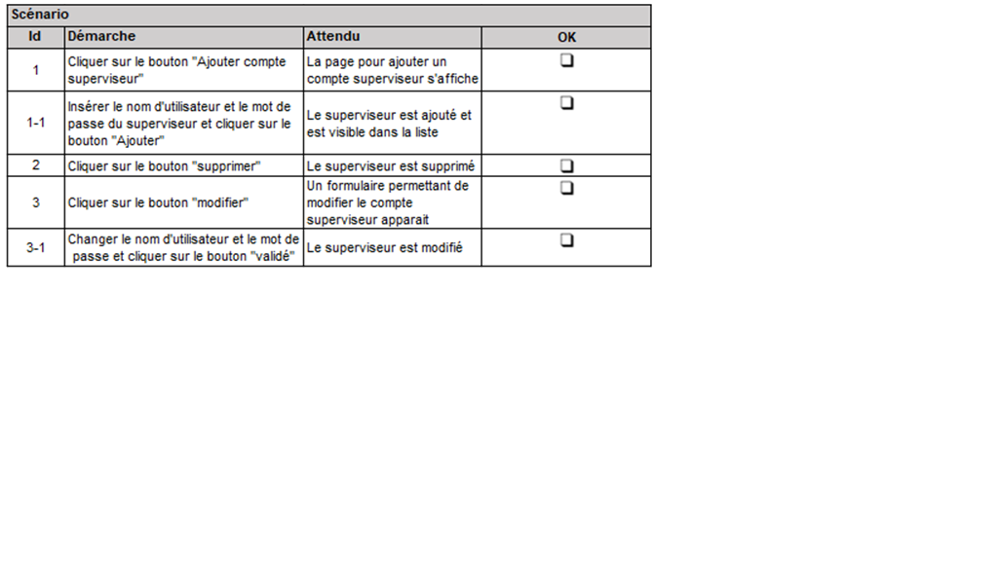 Scénario
Id Démarche Attendu OK
1 Cliquer sur le bouton "Ajouter compte
superviseur"
La page pour ajouter un
compte superviseur s'affiche
1-1 Insérer le nom d'utilisateur et le mot de
passe du superviseur et cliquer sur le
bouton "Ajouter"
Le superviseur est ajouté et
est visible dans la liste
2 Cliquer sur le bouton "supprimer" Le superviseur est supprimé
3 Cliquer sur le bouton "modifier"
Un formulaire permettant de
modifier le compte
superviseur apparait
3-1 Changer le nom d'utilisateur et le mot de
passe et cliquer sur le bouton "validé"
Le superviseur est modifié